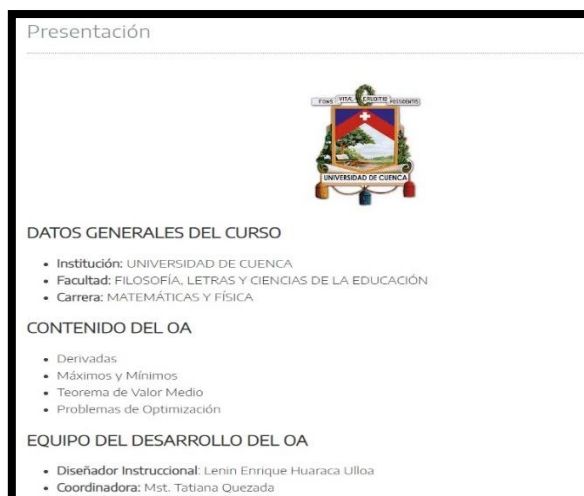 Presentación
FONS VITAE ERUDITIO POSSIDENTIS
UNIVERSIDAD DE CUENCA
DATOS GENERALES DEL CURSO
• Institución: UNIVERSIDAD DE CUENCA
• Facultad: FILOSOFÍA, LETRAS Y CIENCIAS DE LA EDUCACIÓN
• Carrera: MATEMÁTICAS Y FÍSICA
CONTENIDO DEL OA
• Derivadas
• Máximos y Mínimos
• Teorema de Valor Medio
• Problemas de Optimización
EQUIPO DEL DESARROLLO DEL OA
• Diseñador Instruccional: Lenin Enrique Huaraca Ulloa
• Coordinadora: Mst. Tatiana Quezada